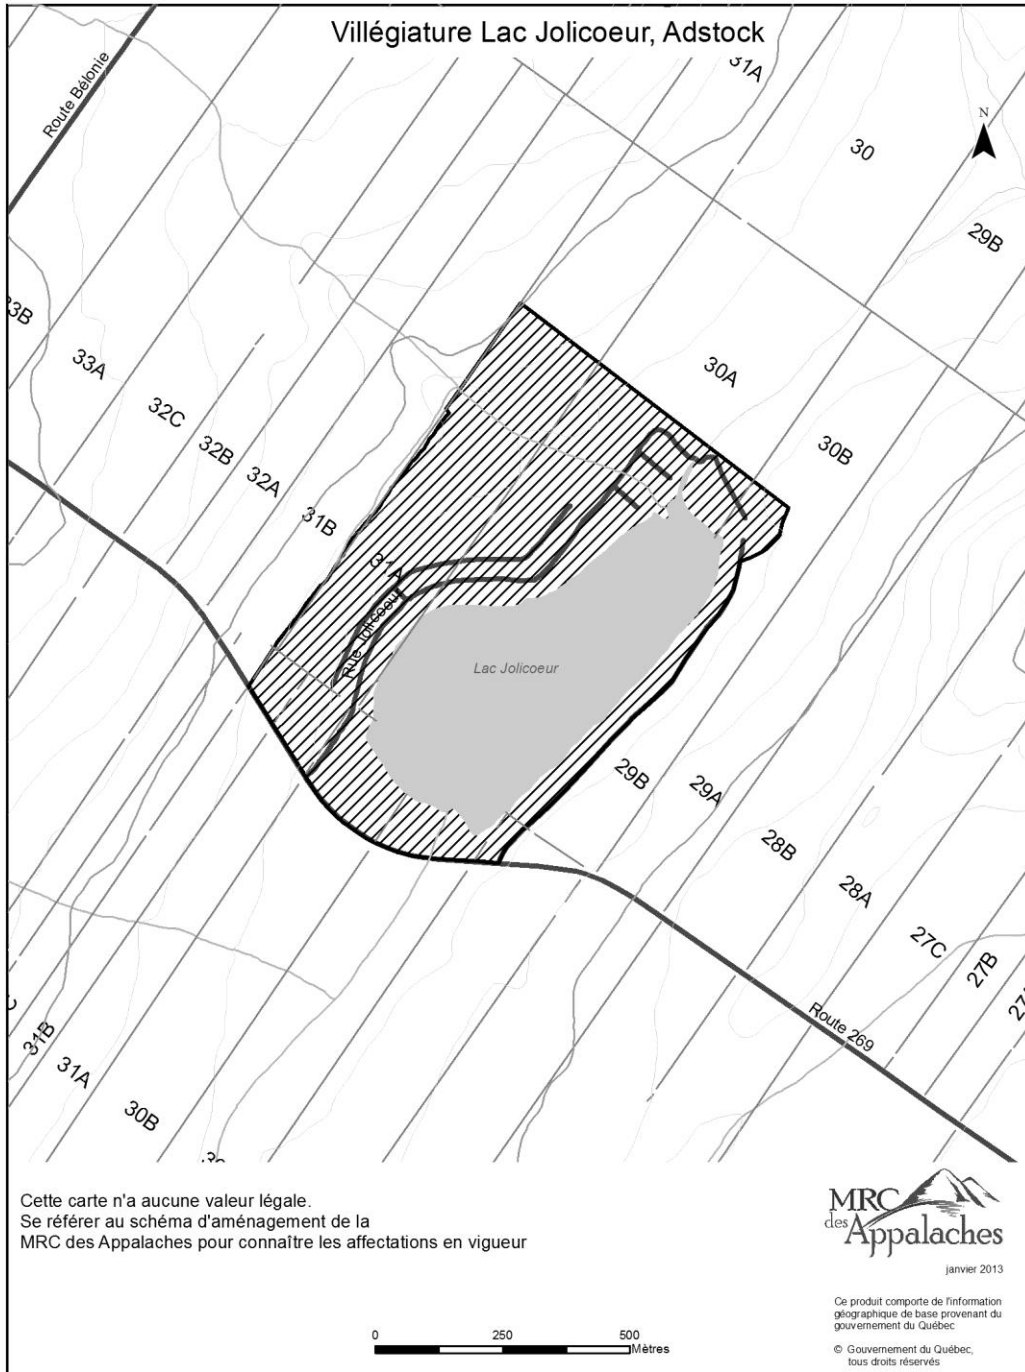 Villégiature Lac Jolicoeur, Adstock
31A
Route Bélonie
N
30
29B
33B
33A
32C
32B
32A
31B
31A
30A
30B
Rue Jolicoeur
Lac Jolicoeur
29B
29A
28B
28A
27C
27B
Route 269
31B
31A
30B
Cette carte n'a aucune valeur légale.
Se référer au schéma d'aménagement de la
MRC des Appalaches pour connaître les affectations en vigueur
MRC
des Appalaches
janvier 2013
Ce produit comporte de l'information
géographique de base provenant du
gouvernement du Québec
© Gouvernement du Québec,
tous droits réservés
0 250 500
Mètres